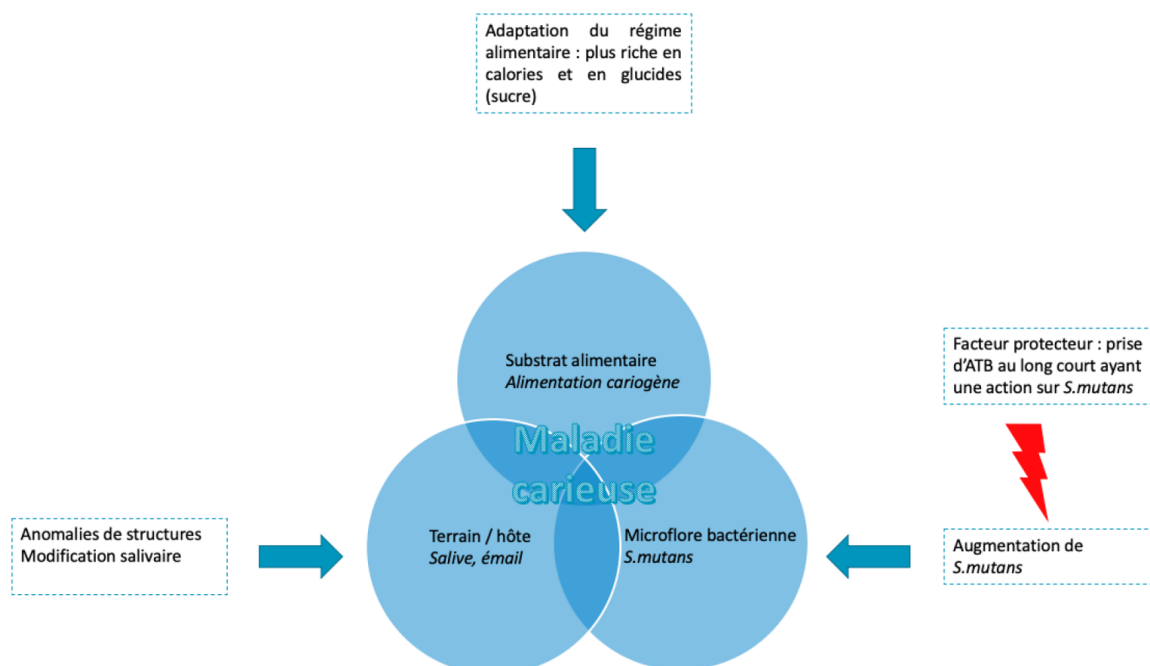 Adaptation du régime
alimentaire : plus riche en
calories et en glucides
(sucre)
Substrat alimentaire
Alimentation cariogène
Facteur protecteur : prise
d'ATB au long court ayant
une action sur S.mutans
Maladie
carieuse
Anomalies de structures
Modification salivaire
Terrain / hôte
Salive, émail
Microflore bactérienne
S.mutans
Augmentation de
S.mutans